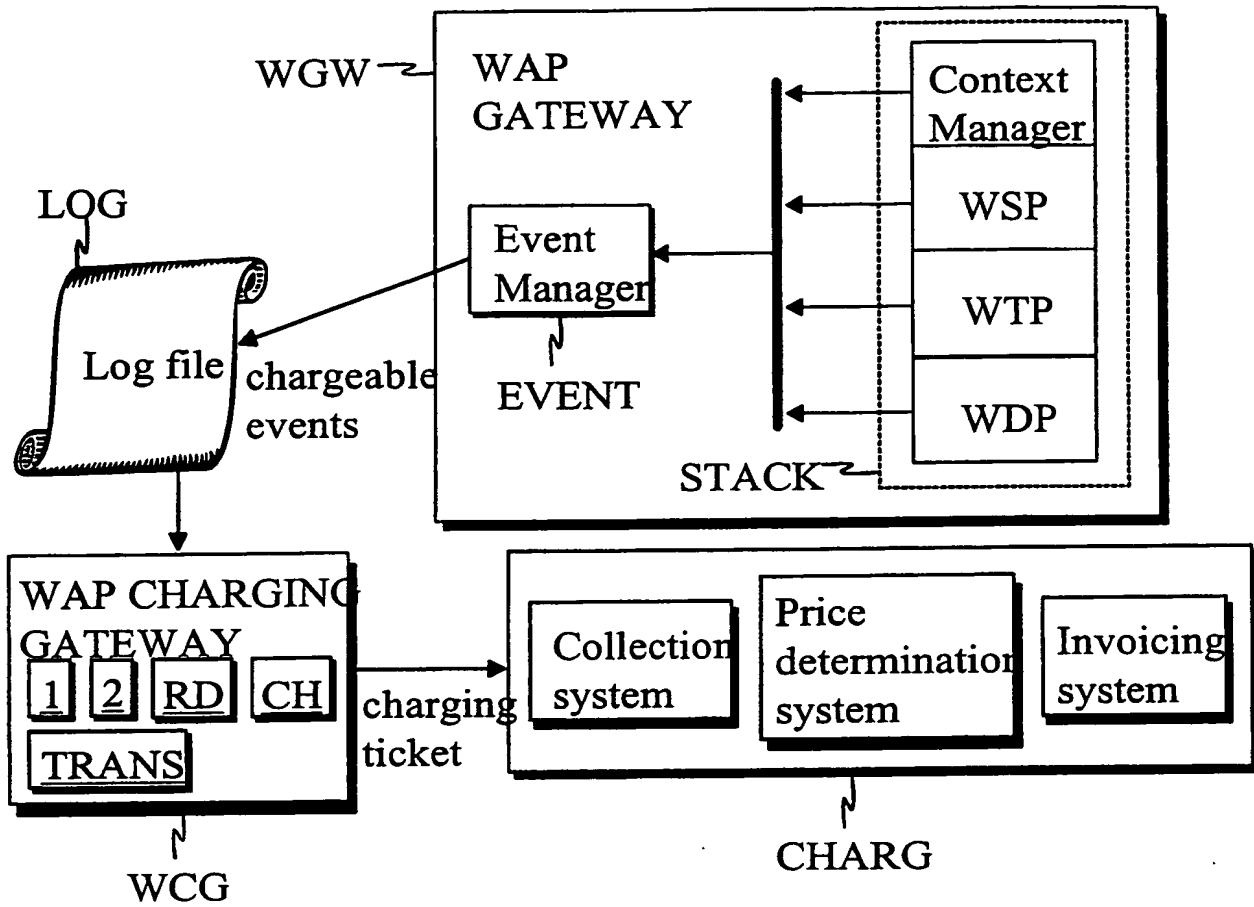 WGW
WAP
GATEWAY
Context
Manager
WSP
WTP
WDP
STACK
Event
Manager
EVENT
LOG
Log file
chargeable
events
WAP CHARGING
GATEWAY
1 2 RD CH
TRANS
WCG
charging
ticket
Collection
system
Price
determination
system
Invoicing
system
CHARG